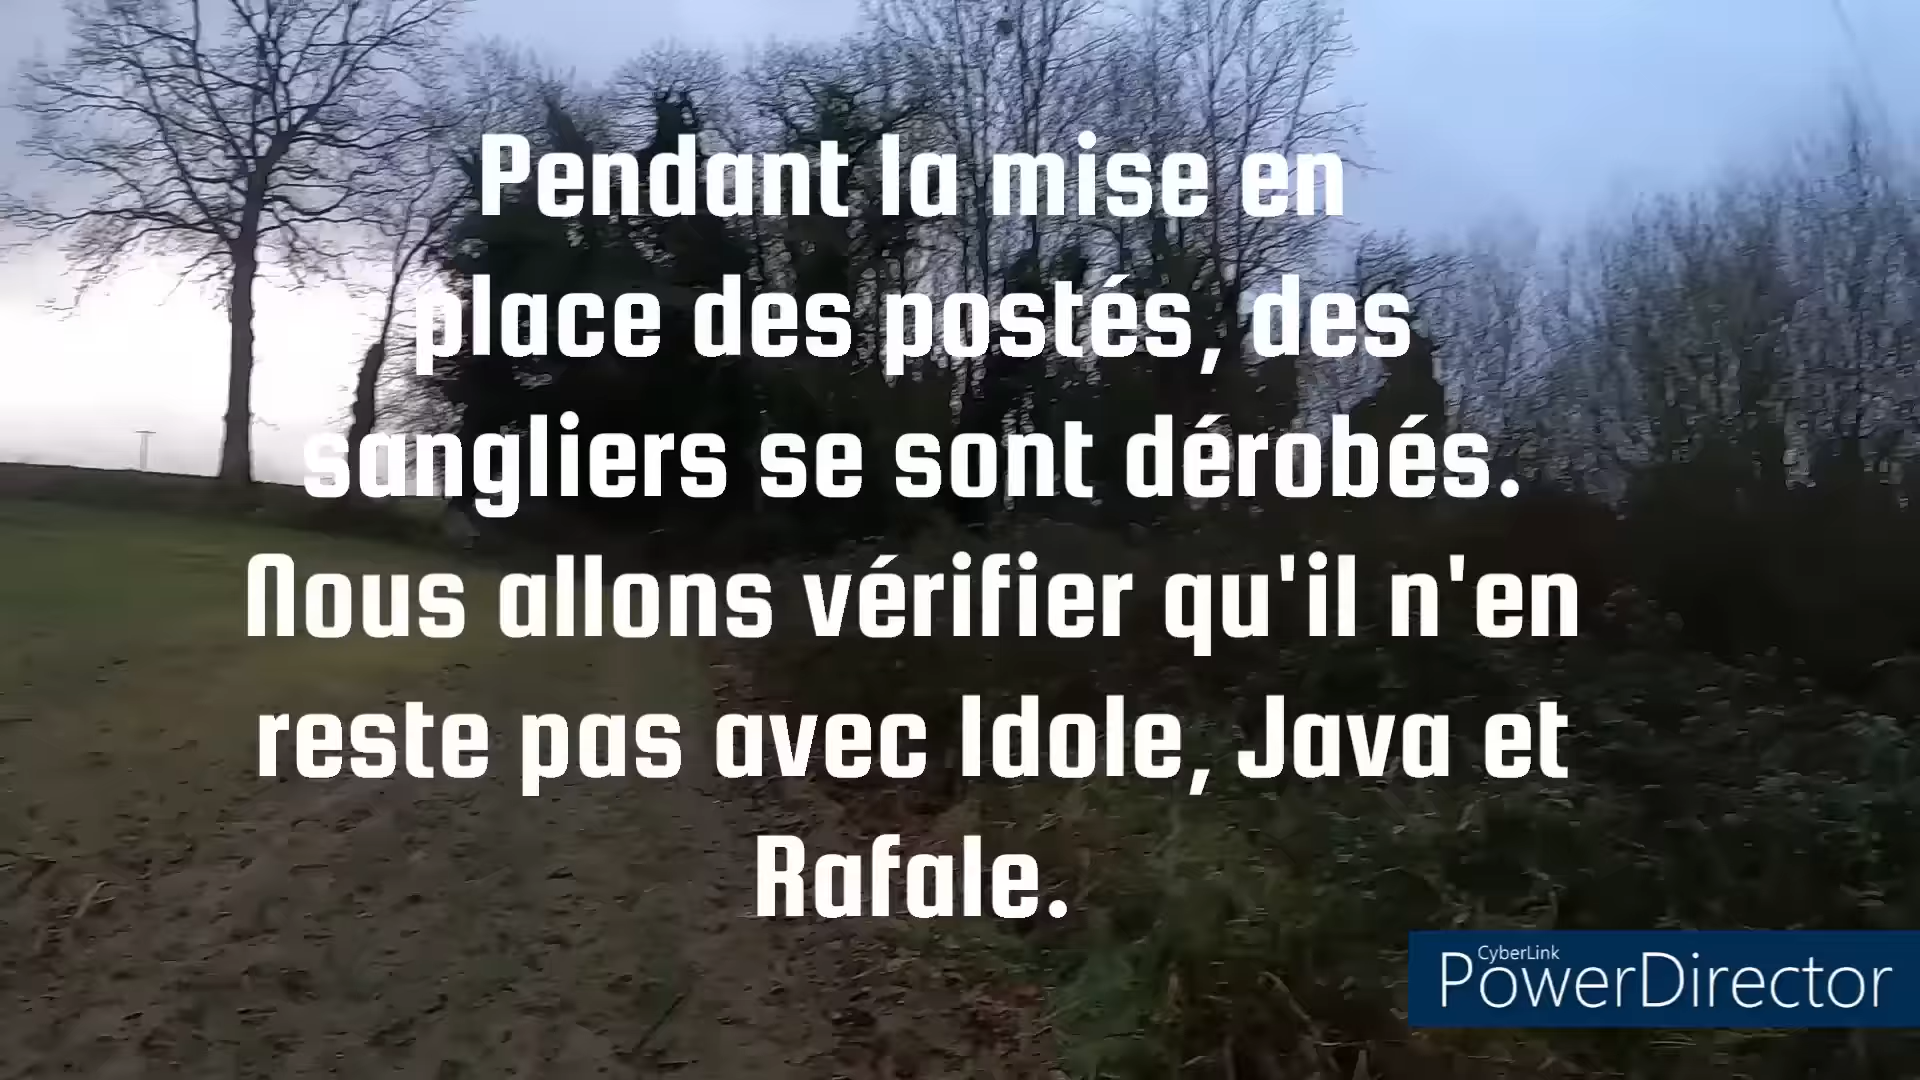 Pendant la mise en
place des postés, des
sangliers se sont dérobés.
Nous allons vérifier qu'il n'en
reste pas avec Idole, Java et
Rafale.
CyberLink
PowerDirector